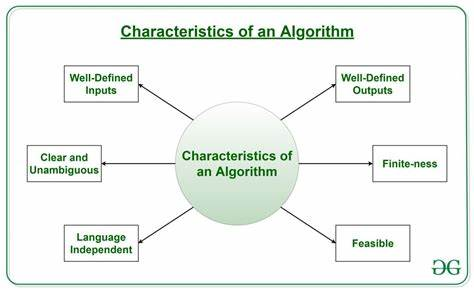 Characteristics of an Algorithm
Well-Defined
Inputs
Well-Defined
Outputs
Clear and
Unambiguous
Characteristics of
an Algorithm
Finite-ness
Language
Independent
Feasible